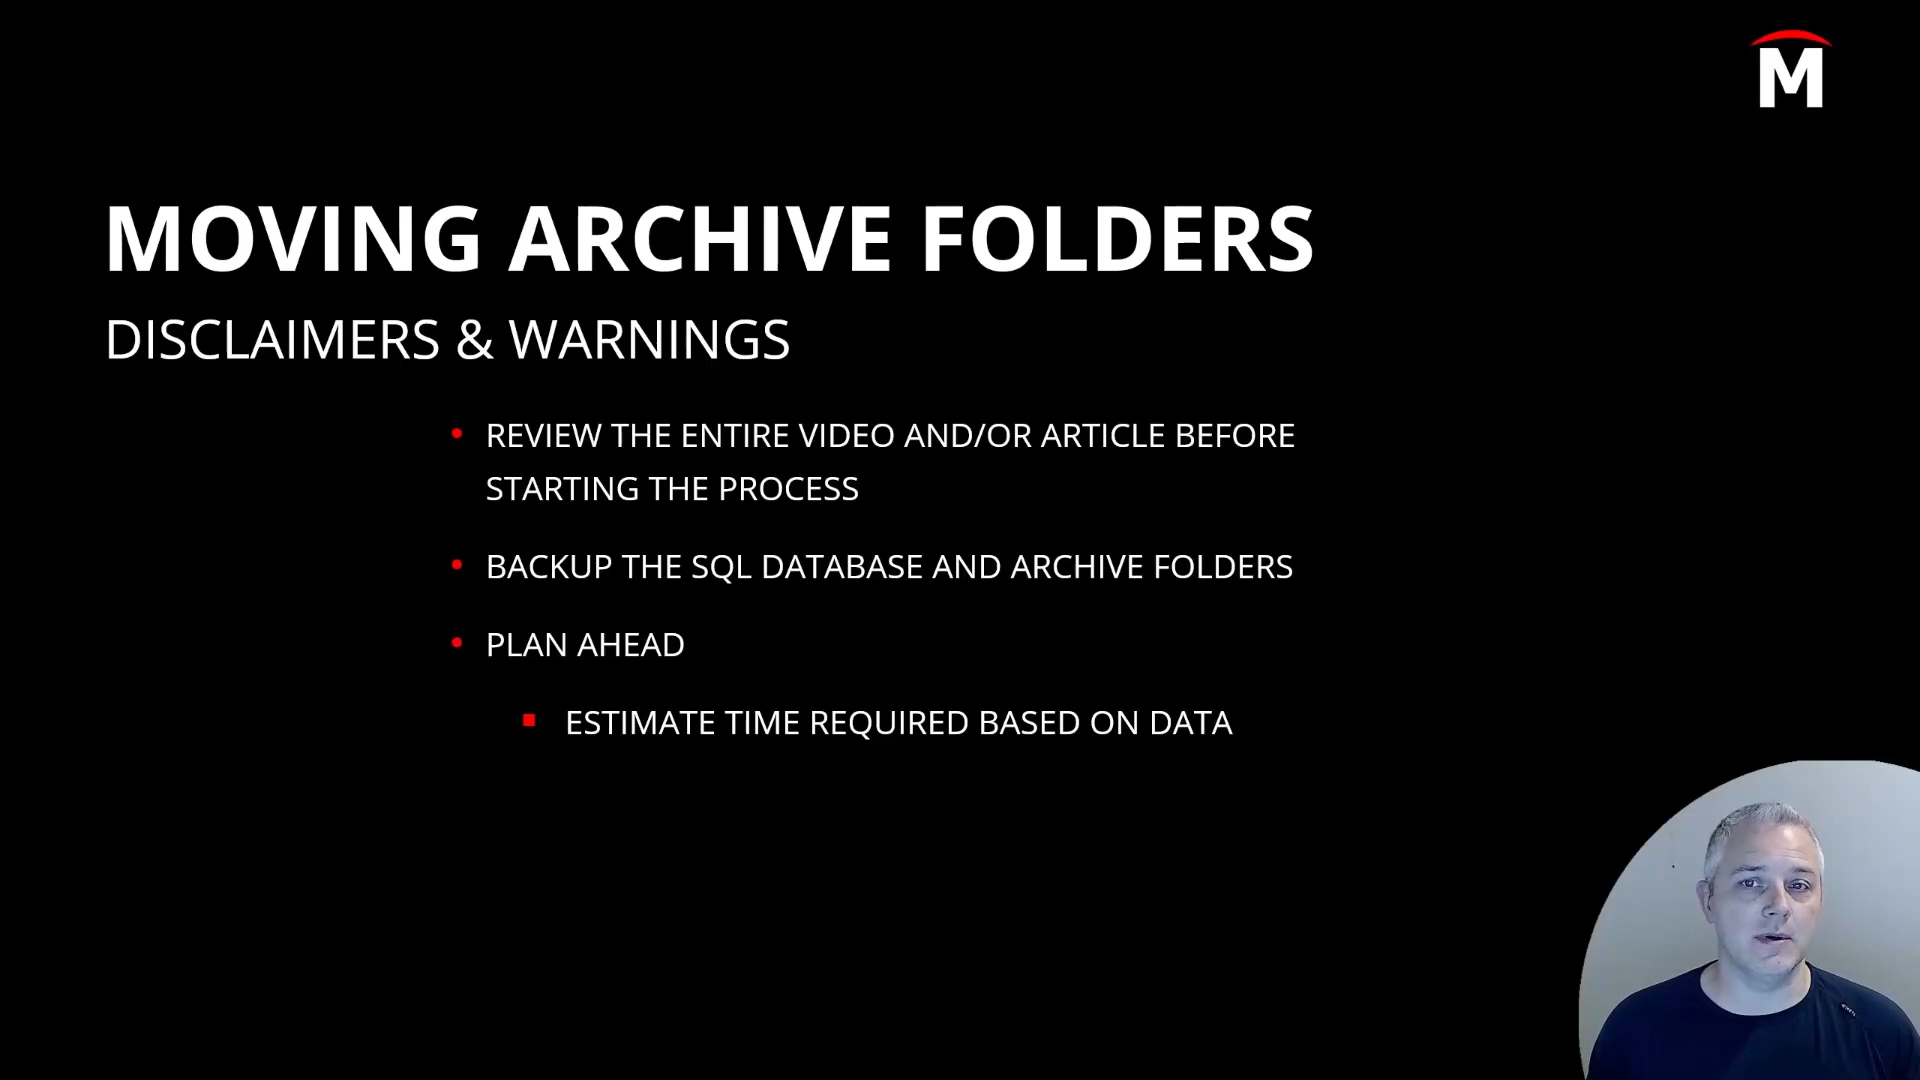 M
MOVING ARCHIVE FOLDERS
DISCLAIMERS & WARNINGS
• REVIEW THE ENTIRE VIDEO AND/OR ARTICLE BEFORE
STARTING THE PROCESS
• BACKUP THE SQL DATABASE AND ARCHIVE FOLDERS
• PLAN AHEAD
▪ ESTIMATE TIME REQUIRED BASED ON DATA